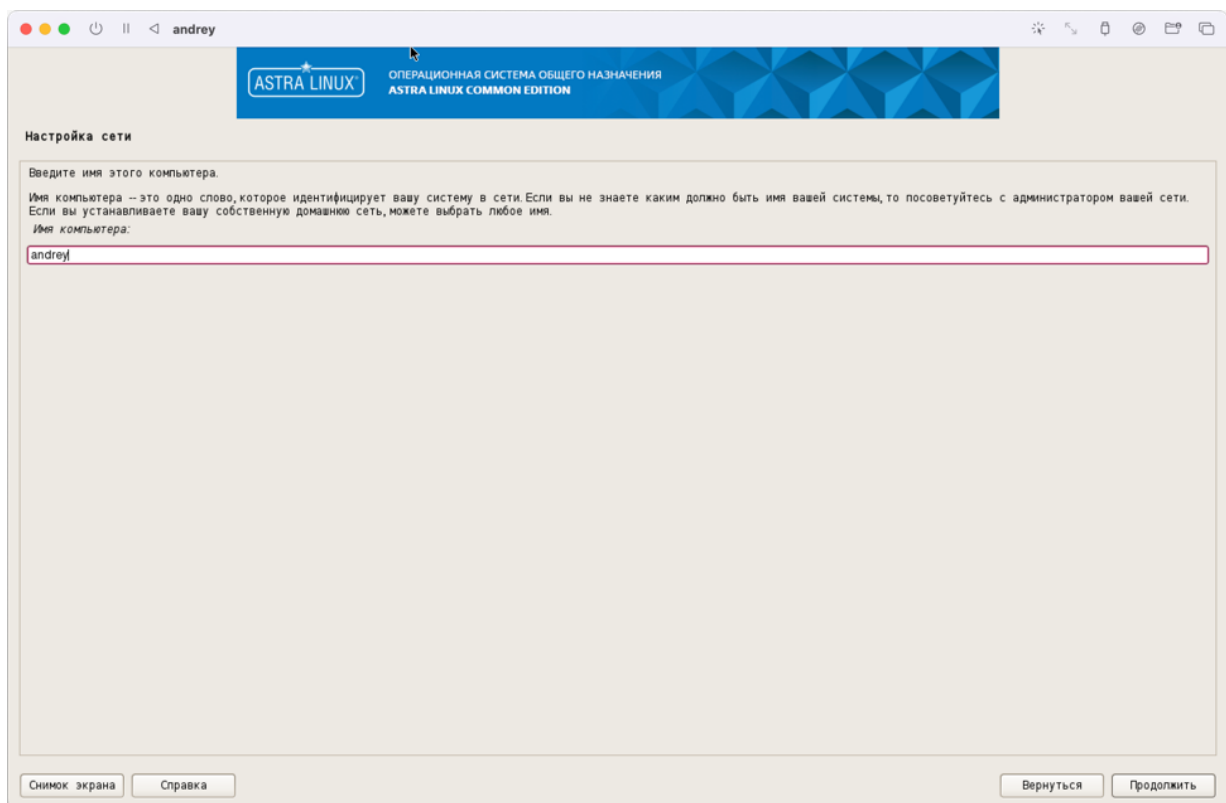 andrey
ASTRA LINUX®
ОПЕРАЦИОННАЯ СИСТЕМА ОБЩЕГО НАЗНАЧЕНИЯ
ASTRA LINUX COMMON EDITION
Настройка сети
Введите имя этого компьютера.
Имя компьютера — это одно слово, которое идентифицирует вашу систему в сети. Если вы не знаете каким должно быть имя вашей системы, то посоветуйтесь с администратором вашей сети.
Если вы устанавливаете вашу собственную домашнюю сеть, можете выбрать любое имя.
Имя компьютера:
andrey
Снимок экрана
Справка
Вернуться
Продолжить